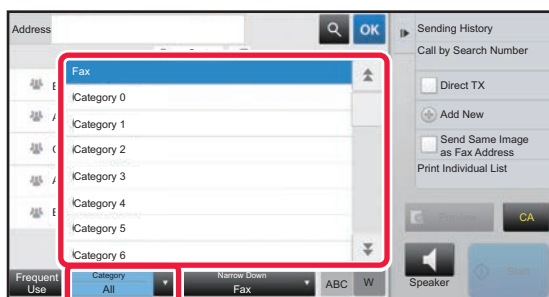 Address
OK
Sending History
Call by Search Number
Fax
Category 0
Category 1
Category 2
Category 3
Category 4
Category 5
Category 6
Direct TX
Add New
Send Same Image
as Fax Address
Print Individual List
CA
Speaker
Start
Frequent
Use
Category
All
Narrow Down
Fax
ABC
W